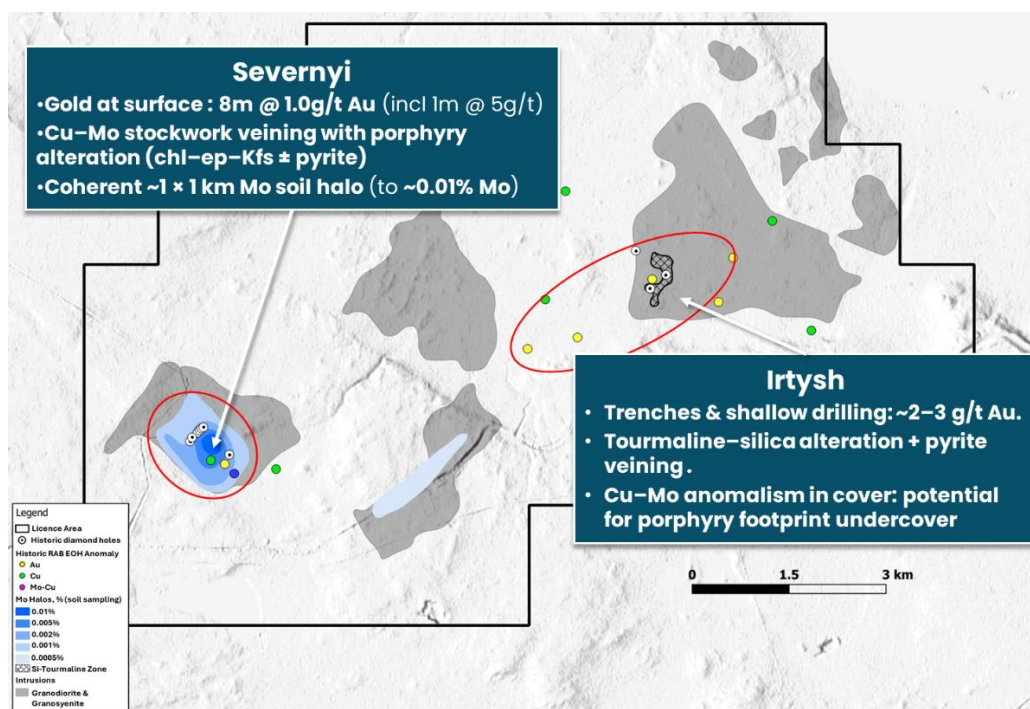 Severnyi
•Gold at surface : 8m @ 1.0g/t Au (incl 1m @ 5g/t)
•Cu–Mo stockwork veining with porphyry
alteration (chl–ep–Kfs ± pyrite)
•Coherent ~1 × 1 km Mo soil halo (to ~0.01% Mo)
Irtysh
• Trenches & shallow drilling: ~2–3 g/t Au.
• Tourmaline–silica alteration + pyrite
veining .
• Cu–Mo anomalism in cover: potential
for porphyry footprint undercover
Legend
Licence Area
Historic diamond holes
Historic RAB EOH Anomaly
Au
Cu
Mo-Cu
Mo Halos, % (soil sampling)
0.01%
0.005%
0.002%
0.001%
0.0005%
Si-Tourmaline Zone
Intrusions
Granodiorite &
Granosyenite
0 1.5 3 km